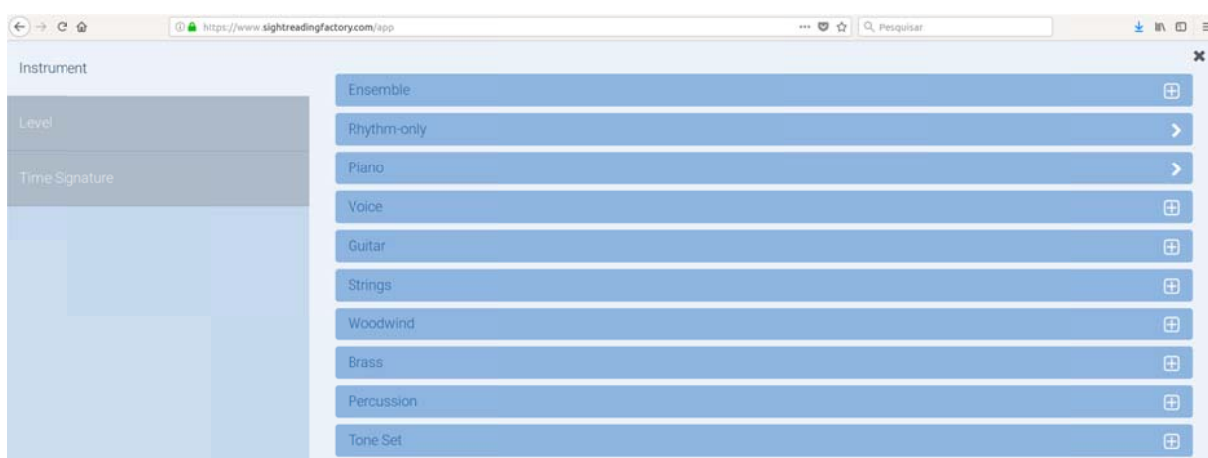 https://www.sightreadingfactory.com/app
Pesquisar
Instrument
Level
Time Signature
Ensemble
Rhythm-only
Piano
Voice
Guitar
Strings
Woodwind
Brass
Percussion
Tone Set